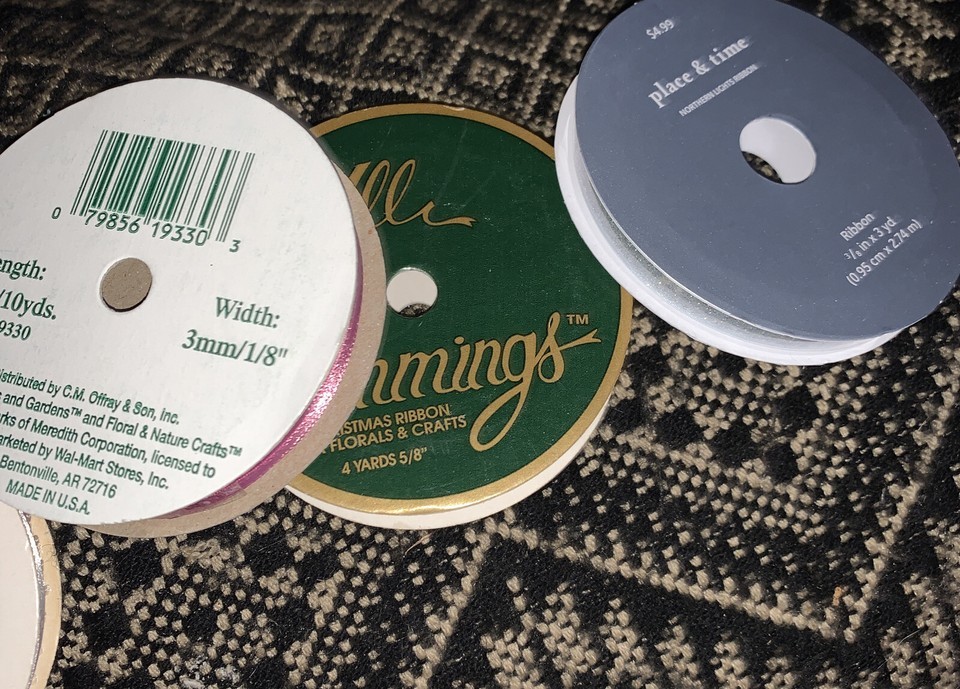 0 79856 19330 3
ength:
/10yds.
9330
Width:
3mm/1/8"
istributed by C.M. Offray & Son, Inc.
s and Gardens™ and Floral & Nature Crafts™
rks of Meredith Corporation, licensed to
arketed by Wal-Mart Stores, Inc.
Bentonville, AR 72716
MADE IN U.S.A.
mmings™
ISTMAS RIBBON
FLORALS & CRAFTS
4 YARDS 5/8"
$4.99
place & time
NORTHERN LIGHTS RIBBON
Ribbon
3/8 in x 3 yd
(0.95 cm x 2.74 m)